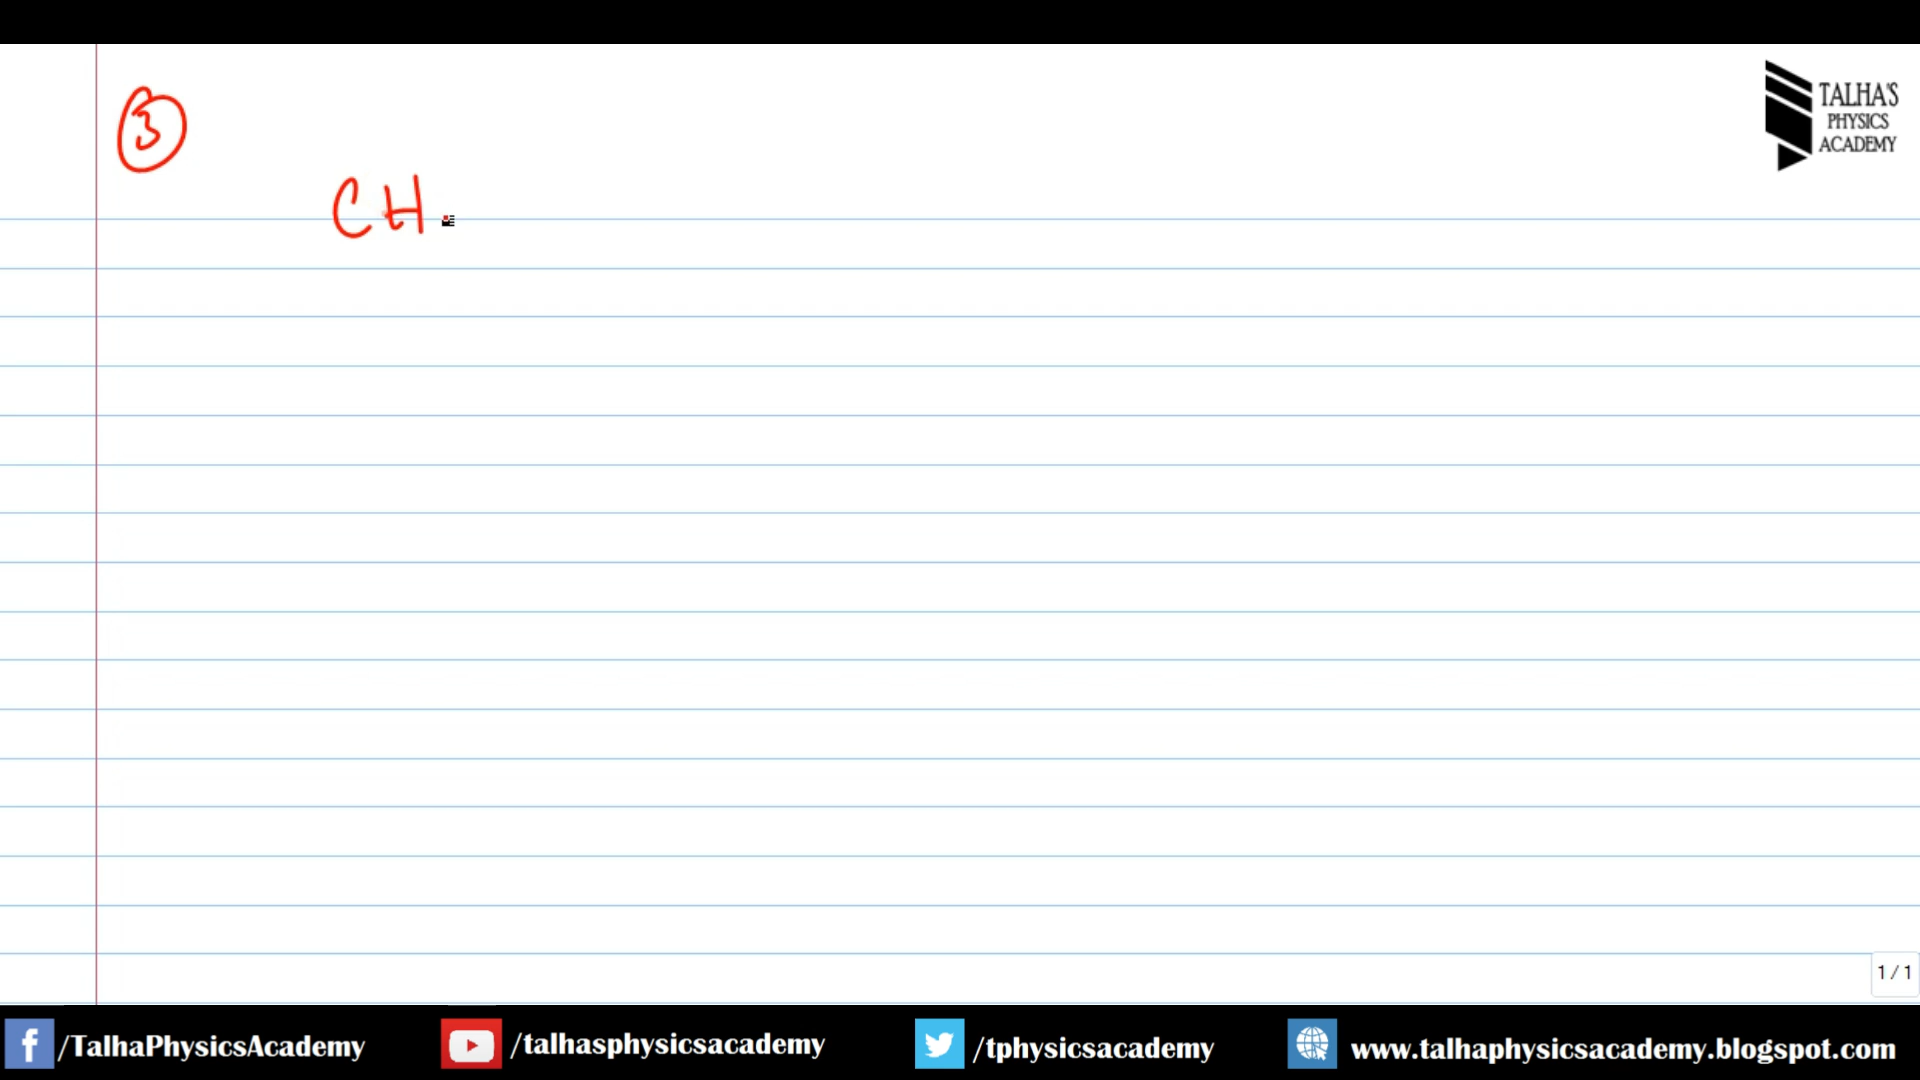 3
CH
TALHA'S
PHYSICS
ACADEMY
1 / 1
/TalhaPhysicsAcademy
/talhasphysicsacademy
/tphysicsacademy
www.talhaphysicsacademy.blogspot.com